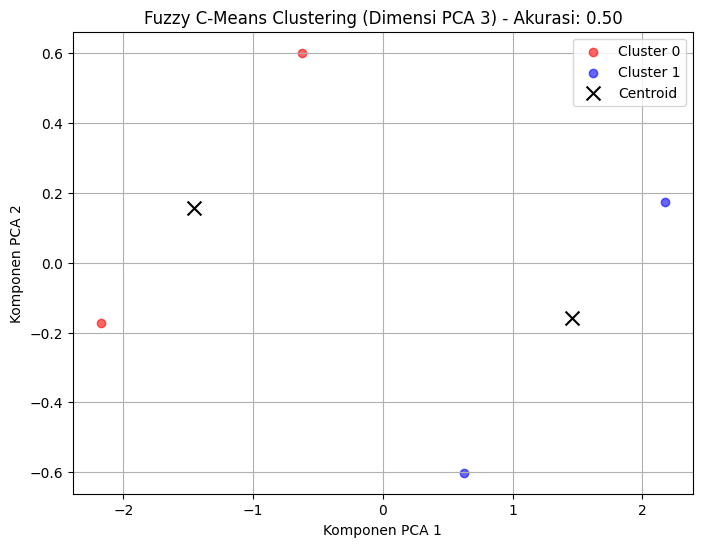 Fuzzy C-Means Clustering (Dimensi PCA 3) - Akurasi: 0.50
Cluster 0
Cluster 1
Centroid
0.6
0.4
0.2
0.0
−0.2
−0.4
−0.6
Komponen PCA 2
−2
−1
0
1
2
Komponen PCA 1